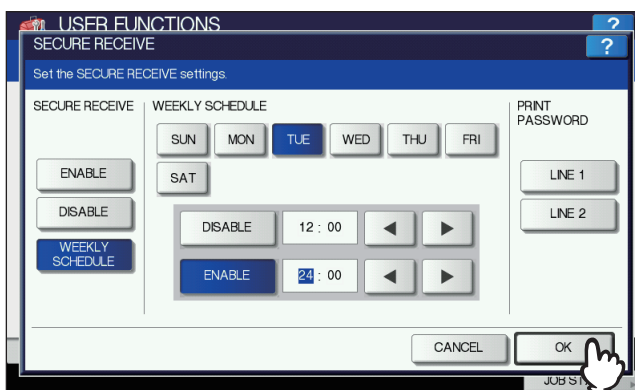 USER FUNCTIONS
?
SECURE RECEIVE
?
Set the SECURE RECEIVE settings.
SECURE RECEIVE
WEEKLY SCHEDULE
PRINT
PASSWORD
SUN MON TUE WED THU FRI
SAT
ENABLE
DISABLE
WEEKLY
SCHEDULE
DISABLE 12 : 00
ENABLE 24 : 00
LINE 1
LINE 2
CANCEL OK
JOB